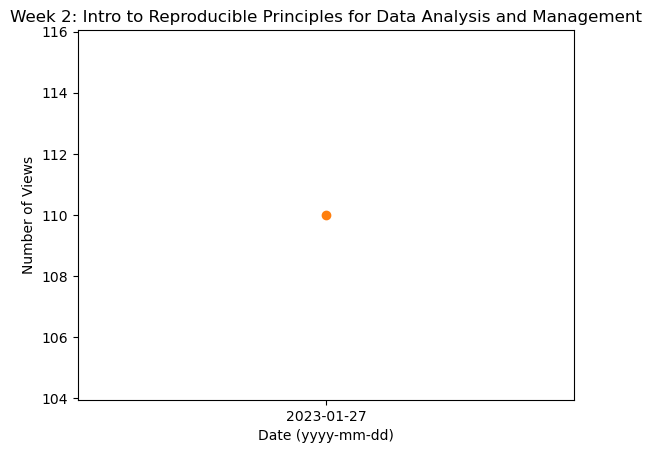 Week 2: Intro to Reproducible Principles for Data Analysis and Management
116
114
112
110
108
106
104
Number of Views
2023-01-27
Date (yyyy-mm-dd)